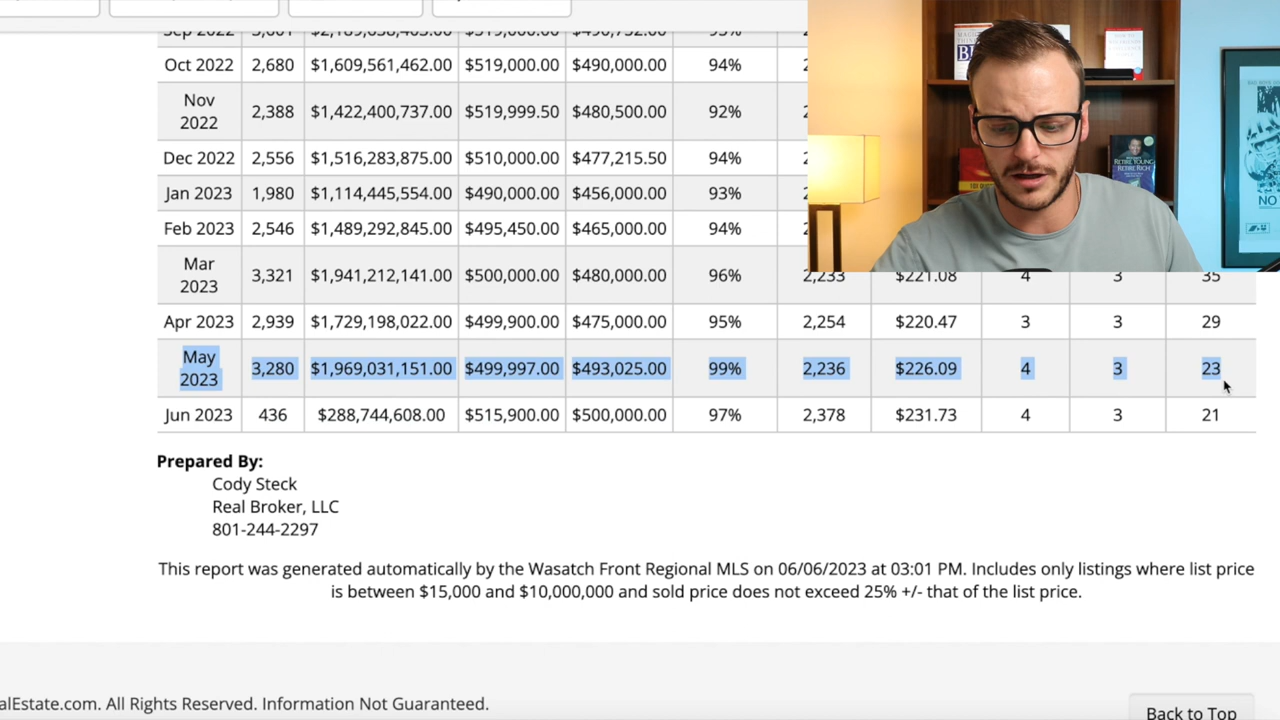 Oct 2022 2,680 $1,609,561,462.00 $519,000.00 $490,000.00 94%
Nov 2022 2,388 $1,422,400,737.00 $519,999.50 $480,500.00 92%
Dec 2022 2,556 $1,516,283,875.00 $510,000.00 $477,215.50 94%
Jan 2023 1,980 $1,114,445,554.00 $490,000.00 $456,000.00 93%
Feb 2023 2,546 $1,489,292,845.00 $495,450.00 $465,000.00 94%
Mar 2023 3,321 $1,941,212,141.00 $500,000.00 $480,000.00 96% 2,233 $221.08 4 3 35
Apr 2023 2,939 $1,729,198,022.00 $499,900.00 $475,000.00 95% 2,254 $220.47 3 3 29
May 2023 3,280 $1,969,031,151.00 $499,997.00 $493,025.00 99% 2,236 $226.09 4 3 23
Jun 2023 436 $288,744,608.00 $515,900.00 $500,000.00 97% 2,378 $231.73 4 3 21
Prepared By:
Cody Steck
Real Broker, LLC
801-244-2297
This report was generated automatically by the Wasatch Front Regional MLS on 06/06/2023 at 03:01 PM. Includes only listings where list price
is between $15,000 and $10,000,000 and sold price does not exceed 25% +/- that of the list price.
alEstate.com. All Rights Reserved. Information Not Guaranteed.
Back to Top
RETIRE YOUNG
RETIRE RICH
NO